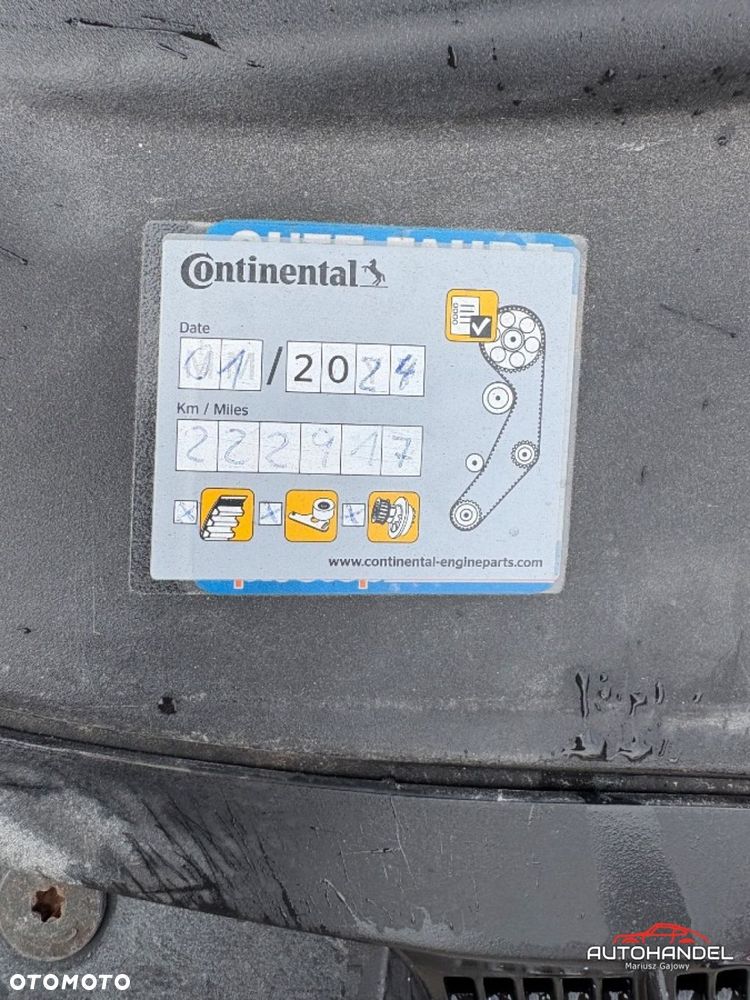 Continental
Date
01/2024
Km / Miles
222917
www.continental-engineparts.com
AUTOHANDEL
Mariusz Gajowy
OTOMOTO